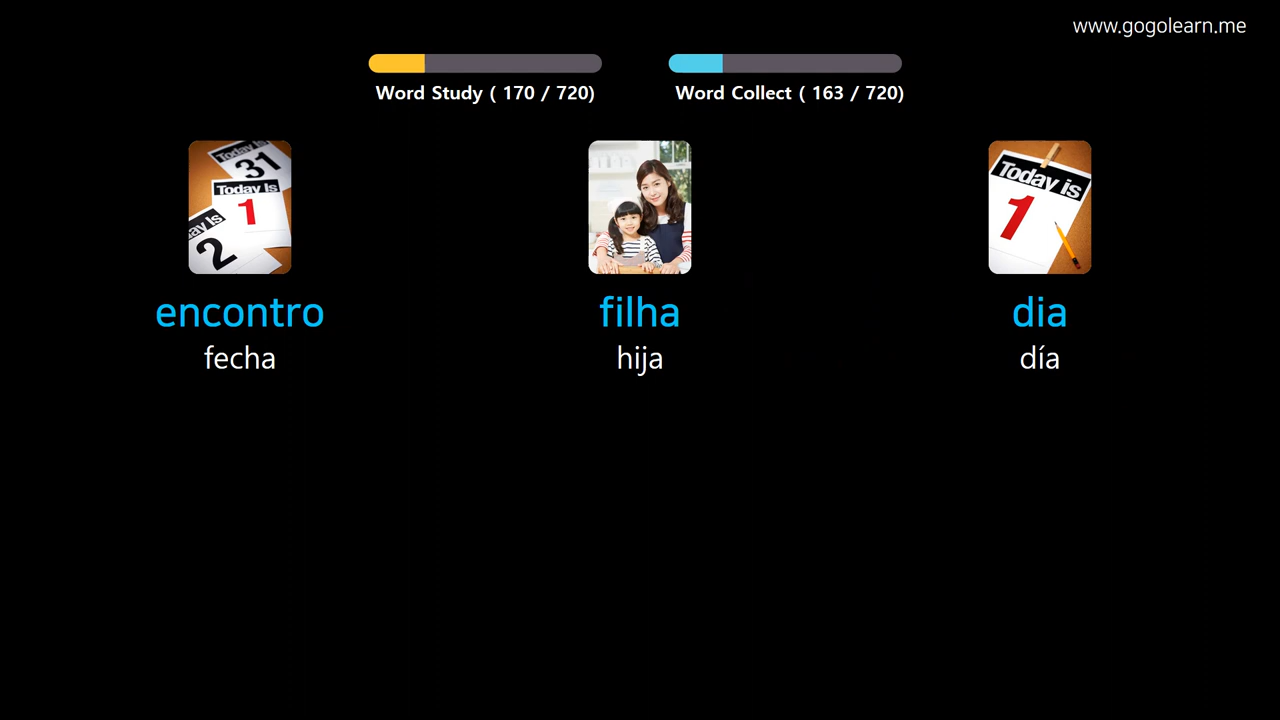 www.gogolearn.me
Word Study ( 170 / 720)
Word Collect ( 163 / 720)
Today is
31
Today Is
1
ay Is
2
Today is
1
encontro
filha
dia
fecha
hija
día